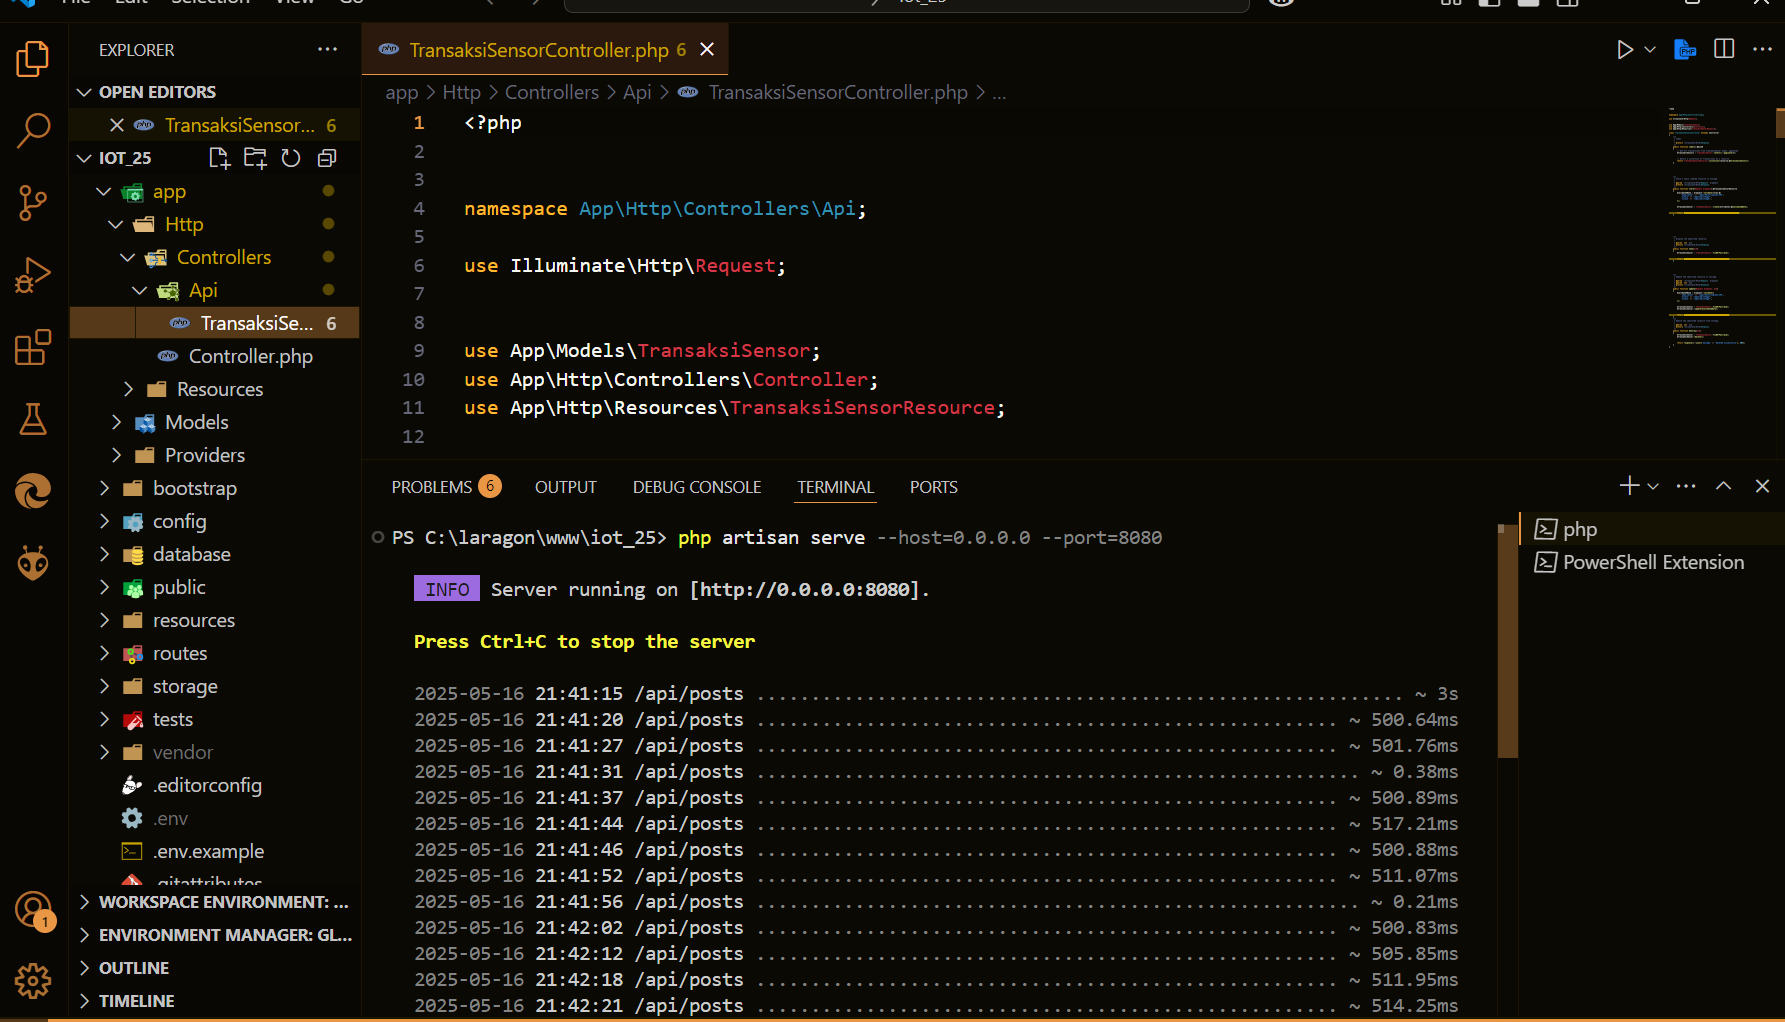 File Edit Selection View Go
iot_25
EXPLORER
OPEN EDITORS
TransaksiSensor... 6
IOT_25
app
Http
Controllers
Api
TransaksiSe... 6
Controller.php
Resources
Models
Providers
bootstrap
config
database
public
resources
routes
storage
tests
vendor
.editorconfig
.env
.env.example
.gitattributes
WORKSPACE ENVIRONMENT: ...
ENVIRONMENT MANAGER: GL...
OUTLINE
TIMELINE
1
TransaksiSensorController.php 6
app > Http > Controllers > Api > TransaksiSensorController.php > ...
1 <?php
2
3
4 namespace App\Http\Controllers\Api;
5
6 use Illuminate\Http\Request;
7
8
9 use App\Models\TransaksiSensor;
10 use App\Http\Controllers\Controller;
11 use App\Http\Resources\TransaksiSensorResource;
12
PROBLEMS 6 OUTPUT DEBUG CONSOLE TERMINAL PORTS
PS C:\laragon\www\iot_25> php artisan serve --host=0.0.0.0 --port=8080
INFO Server running on [http://0.0.0.0:8080].
Press Ctrl+C to stop the server
2025-05-16 21:41:15 /api/posts ........................................................... ~ 3s
2025-05-16 21:41:20 /api/posts ..................................................... ~ 500.64ms
2025-05-16 21:41:27 /api/posts ..................................................... ~ 501.76ms
2025-05-16 21:41:31 /api/posts ....................................................... ~ 0.38ms
2025-05-16 21:41:37 /api/posts ..................................................... ~ 500.89ms
2025-05-16 21:41:44 /api/posts ..................................................... ~ 517.21ms
2025-05-16 21:41:46 /api/posts ..................................................... ~ 500.88ms
2025-05-16 21:41:52 /api/posts ..................................................... ~ 511.07ms
2025-05-16 21:41:56 /api/posts ....................................................... ~ 0.21ms
2025-05-16 21:42:02 /api/posts ..................................................... ~ 500.83ms
2025-05-16 21:42:12 /api/posts ..................................................... ~ 505.85ms
2025-05-16 21:42:18 /api/posts ..................................................... ~ 511.95ms
2025-05-16 21:42:21 /api/posts ..................................................... ~ 514.25ms
php
PowerShell Extension